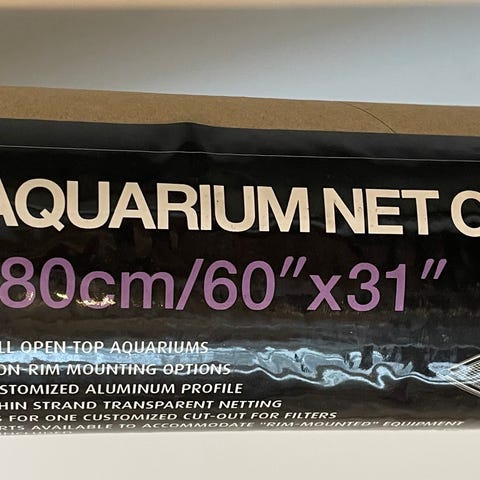 AQUARIUM NET C
80cm/60"x31"
LL OPEN-TOP AQUARIUMS
ON-RIM MOUNTING OPTIONS
STOMIZED ALUMINUM PROFILE
HIN STRAND TRANSPARENT NETTING
S FOR ONE CUSTOMIZED CUT-OUT FOR FILTERS
RTS AVAILABLE TO ACCOMMODATE "RIM-MOUNTED" EQUIPMENT
INCLUDED